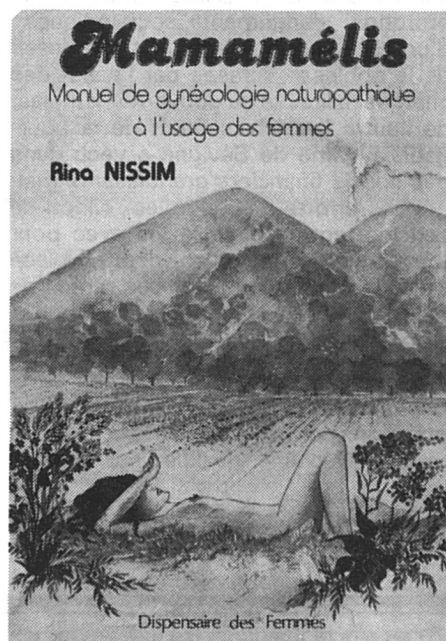 Mamamélis
Manuel de gynécologie naturopathique
à l'usage des femmes
Rina NISSIM
Dispensaire des Femmes